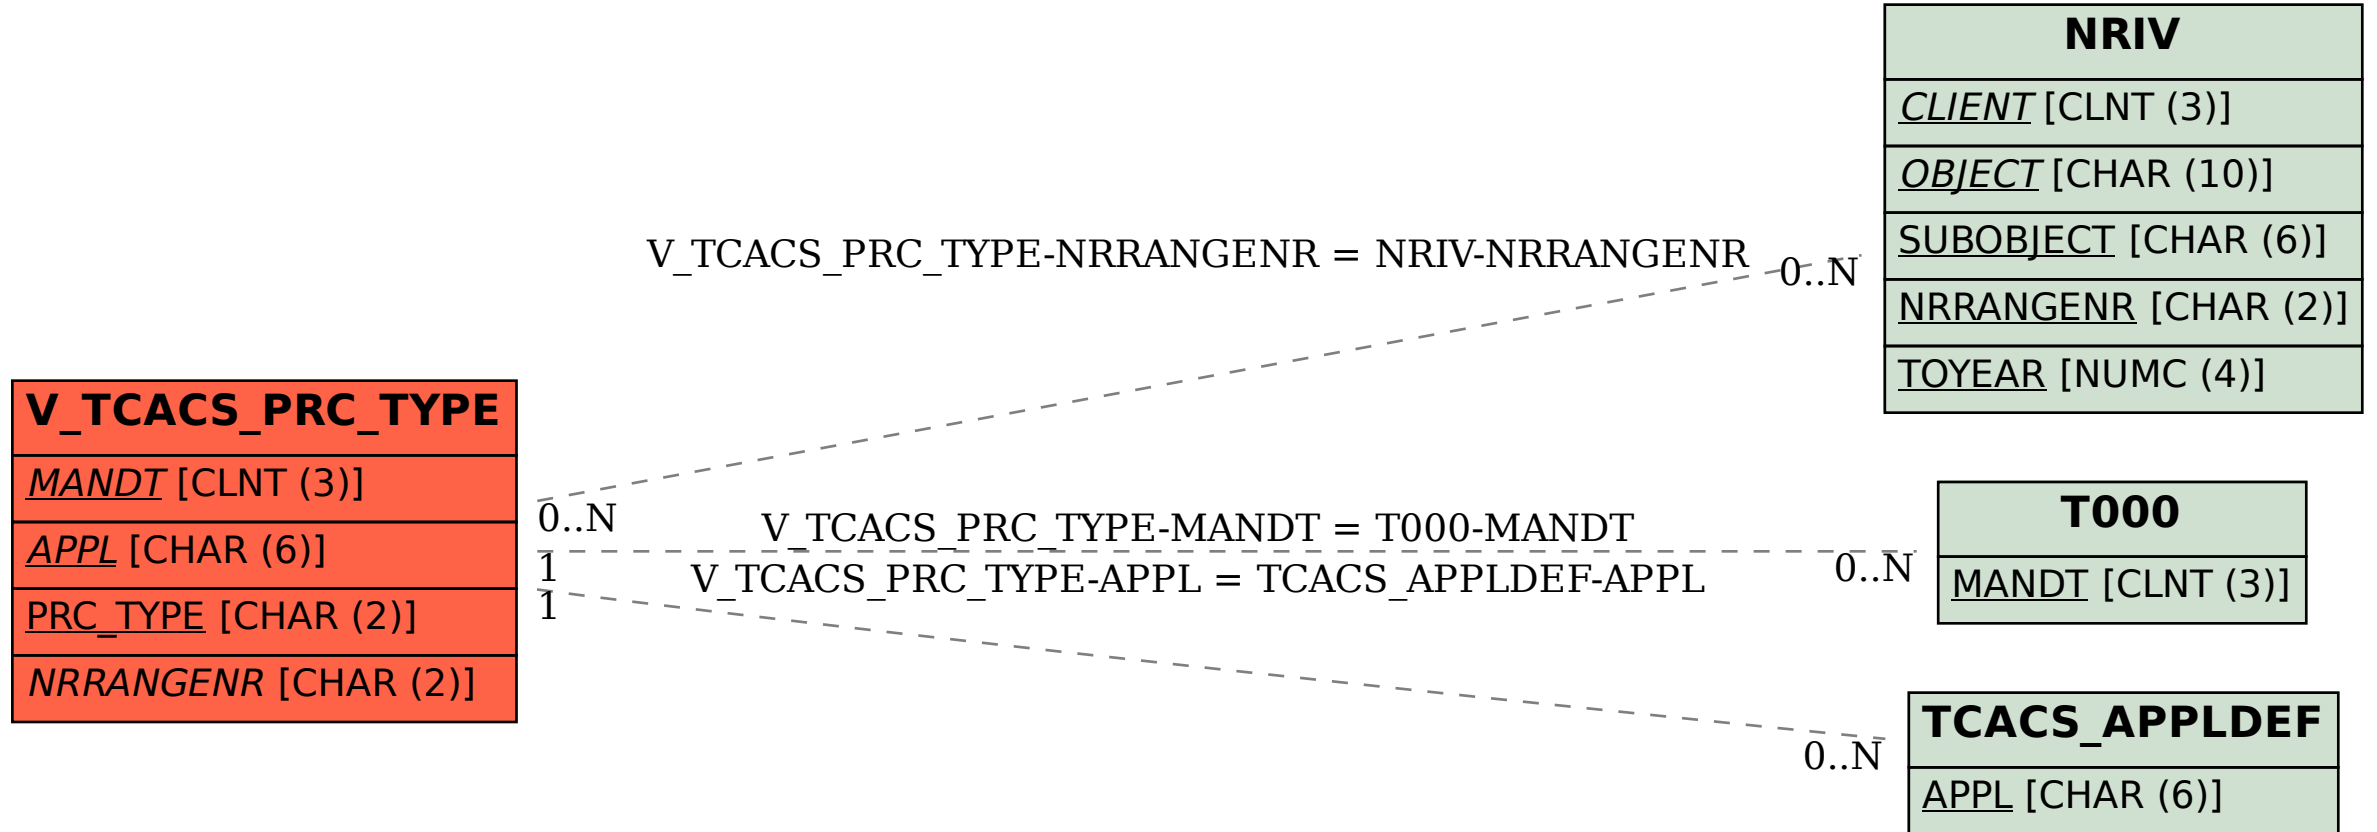 NRIV
CLIENT [CLNT (3)]
OBJECT [CHAR (10)]
SUBOBJECT [CHAR (6)]
NRRANGENR [CHAR (2)]
TOYEAR [NUMC (4)]
V_TCACS_PRC_TYPE-NRRANGENR = NRIV-NRRANGENR
0..N
V_TCACS_PRC_TYPE
MANDT [CLNT (3)]
APPL [CHAR (6)]
PRC_TYPE [CHAR (2)]
NRRANGENR [CHAR (2)]
0..N
V_TCACS_PRC_TYPE-MANDT = T000-MANDT
1
0..N
V_TCACS_PRC_TYPE-APPL = TCACS_APPLDEF-APPL
1
0..N
T000
MANDT [CLNT (3)]
TCACS_APPLDEF
APPL [CHAR (6)]